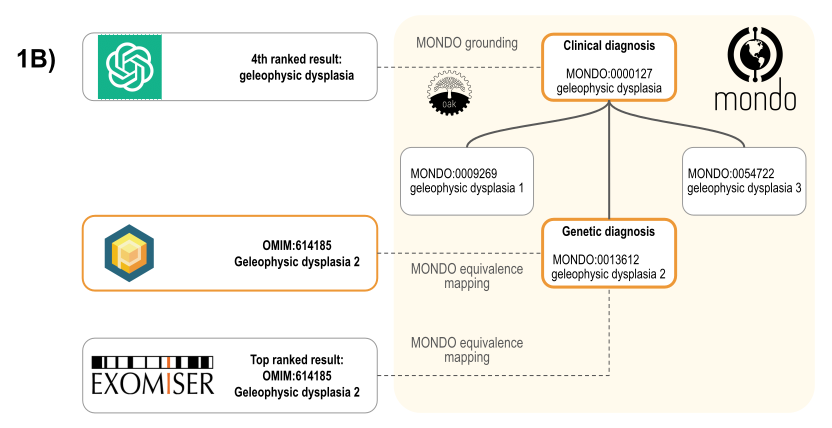 1B)
4th ranked result:
geleophysic dysplasia
MONDO grounding
oak
Clinical diagnosis
MONDO:0000127
geleophysic dysplasia
mondo
MONDO:0009269
geleophysic dysplasia 1
MONDO:0054722
geleophysic dysplasia 3
OMIM:614185
Geleophysic dysplasia 2
MONDO equivalence
mapping
Genetic diagnosis
MONDO:0013612
geleophysic dysplasia 2
EXOMISER
Top ranked result:
OMIM:614185
Geleophysic dysplasia 2
MONDO equivalence
mapping